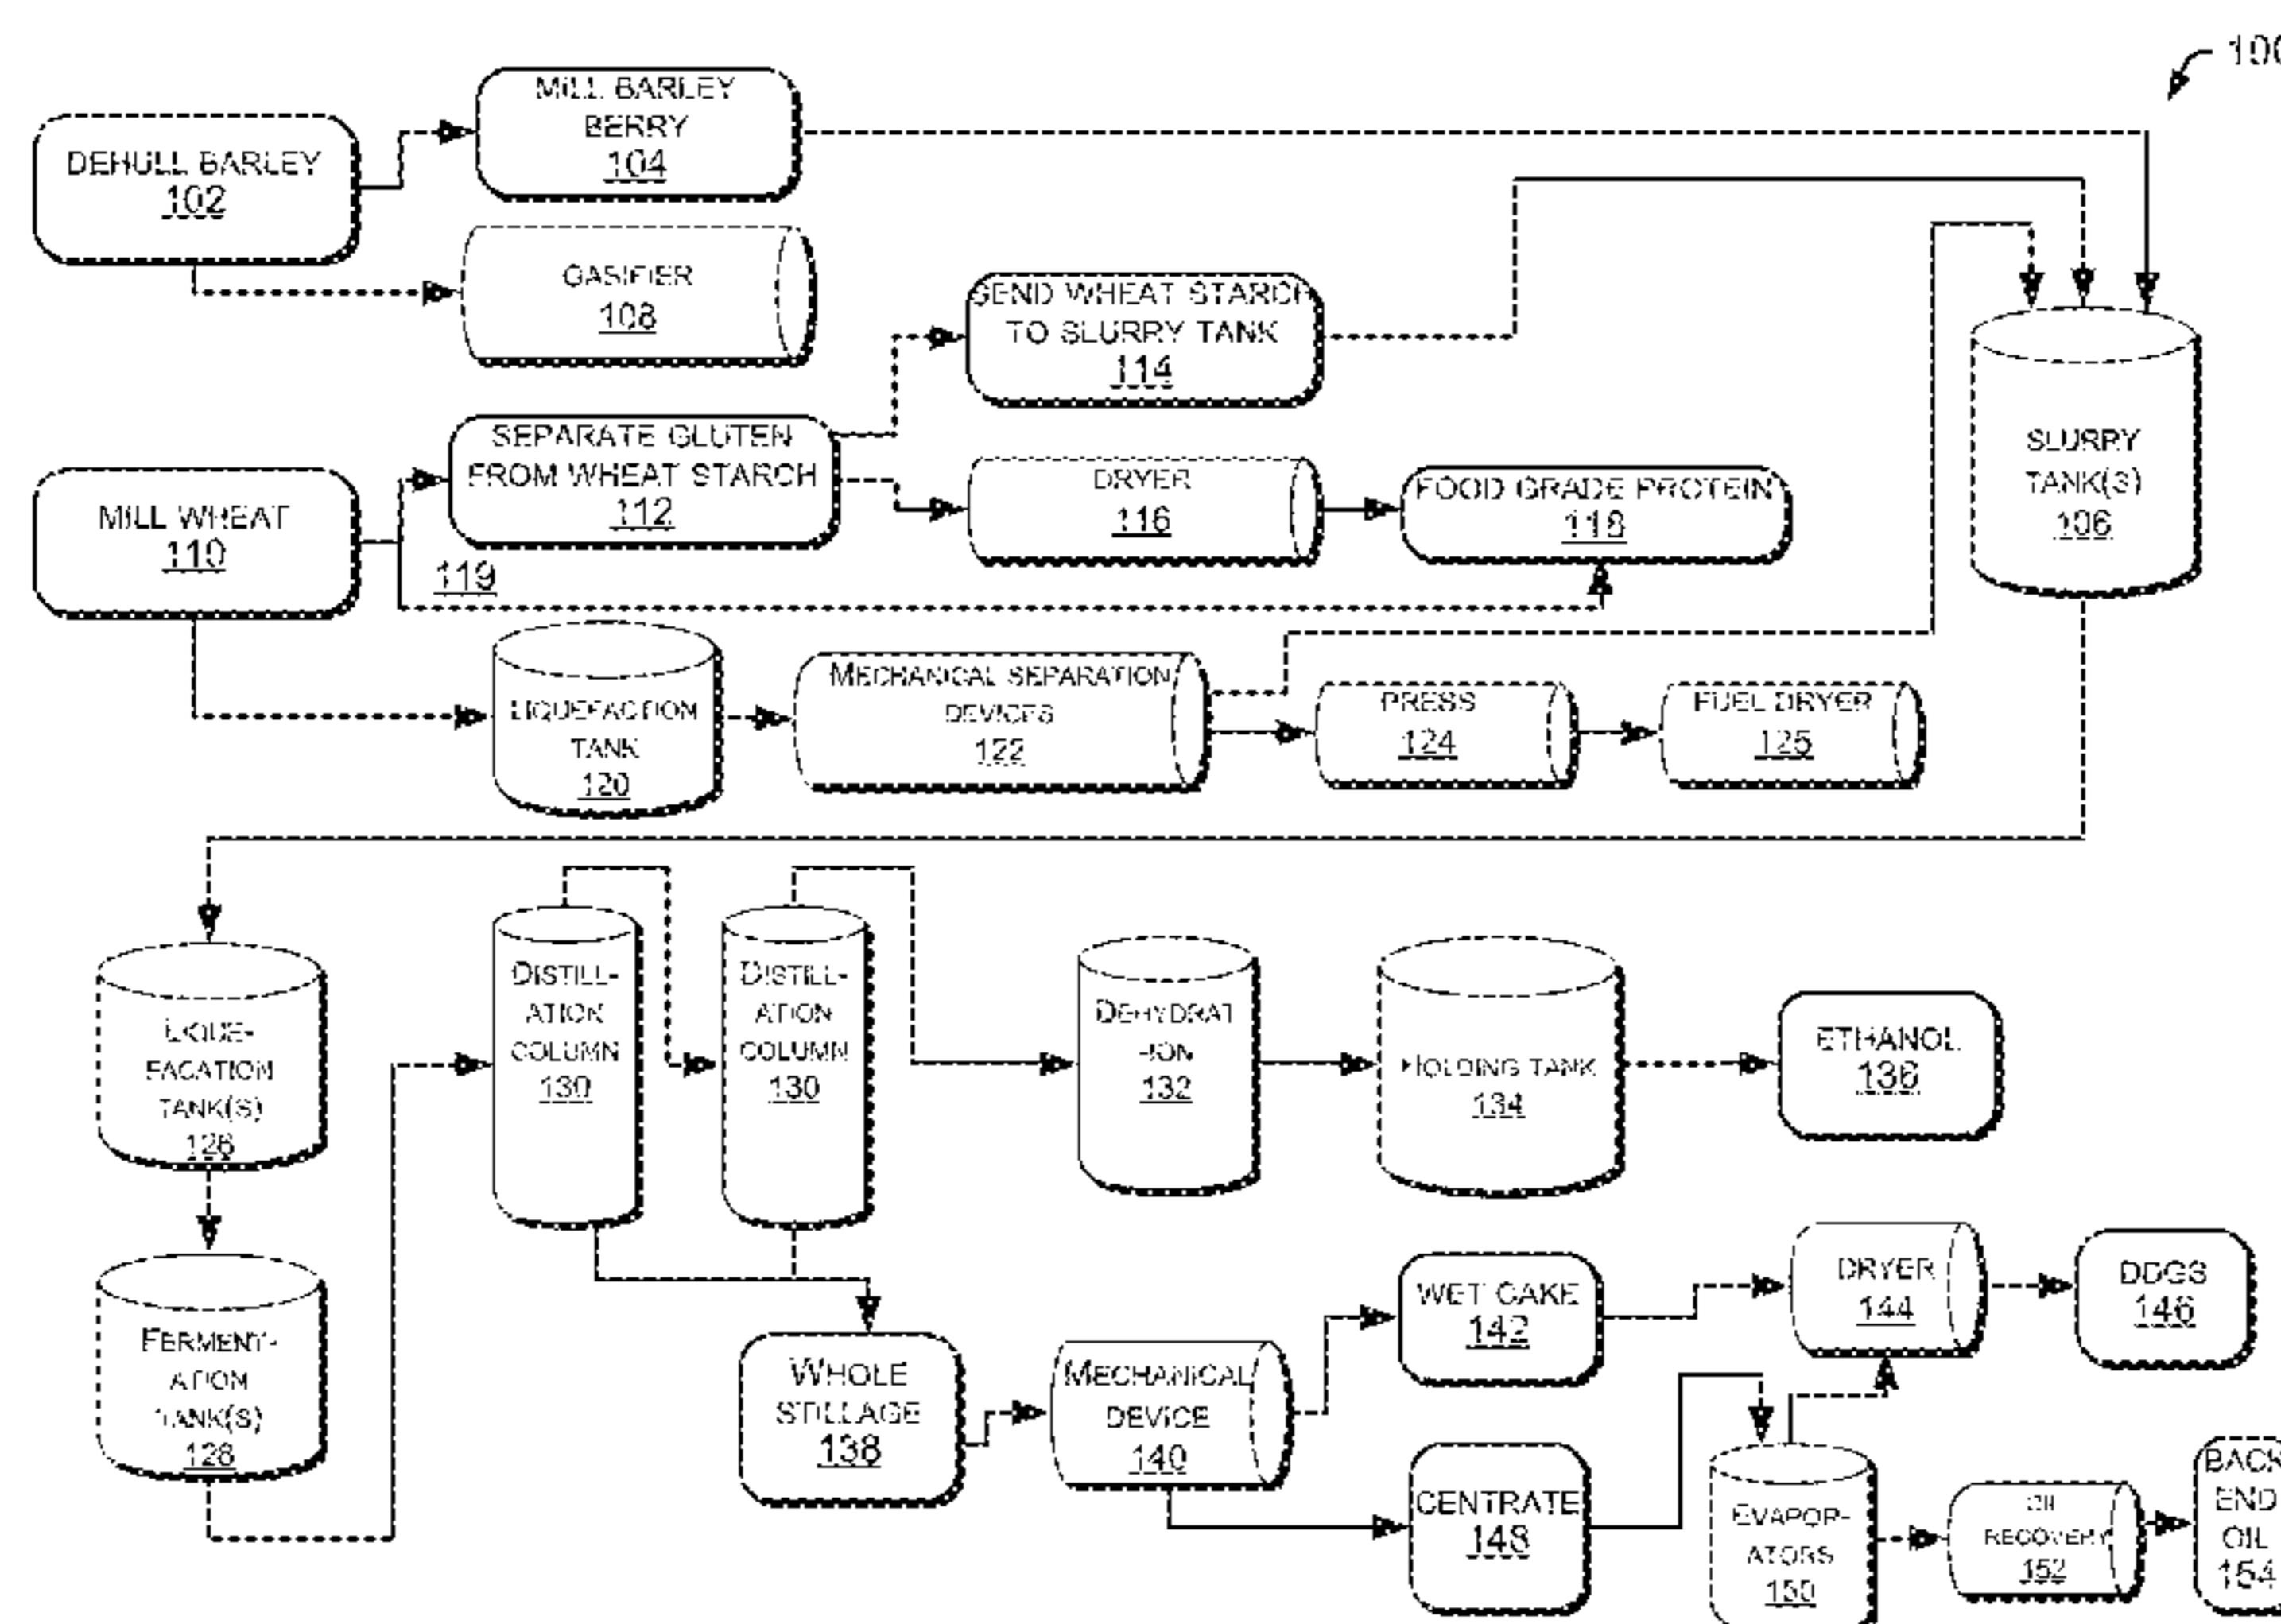 100
DEHULL BARLEY
102
MILL BARLEY
BERRY
104
GASIFIER
108
SEND WHEAT STARCH
TO SLURRY TANK
114
SLURRY
TANK(S)
106
MILL WHEAT
110
SEPARATE GLUTEN
FROM WHEAT STARCH
112
DRYER
116
FOOD GRADE PROTEIN
118
119
LIQUEFACTION
TANK
120
MECHANICAL SEPARATION
DEVICES
122
PRESS
124
FUEL DRYER
125
LIQUE-
FACATION
TANK(S)
126
FERMENT-
ATION
TANK(S)
128
DISTILL-
ATION
COLUMN
130
DISTILL-
ATION
COLUMN
130
DEHYDRAT
-ION
132
HOLDING TANK
134
ETHANOL
136
WHOLE
STILLAGE
138
MECHANICAL
DEVICE
140
WET CAKE
142
DRYER
144
DDGS
146
CENTRATE
148
EVAPOR-
ATORS
150
OIL
RECOVERY
152
BACK
END
OIL
154